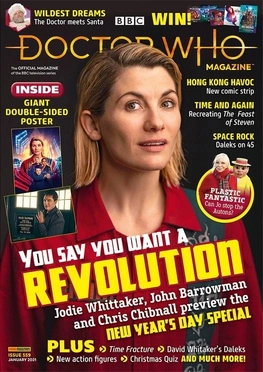 WILDEST DREAMS
The Doctor meets Santa
BBC
WIN!
DOCTOR WHO
The OFFICIAL MAGAZINE
of the BBC television series
MAGAZINE
INSIDE
GIANT
DOUBLE-SIDED
POSTER
HONG KONG HAVOC
New comic strip
TIME AND AGAIN
Recreating The Feast
of Steven
SPACE ROCK
Daleks on 45
PLASTIC
FANTASTIC
Can Jo stop the
Autons?
YOU SAY YOU WANT A
REVOLUTION
Jodie Whittaker, John Barrowman
and Chris Chibnall preview the
NEW YEAR'S DAY SPECIAL
ISSUE 559
JANUARY 2021
PLUS
> Time Fracture > David Whitaker's Daleks
> New action figures > Christmas Quiz AND MUCH MORE!